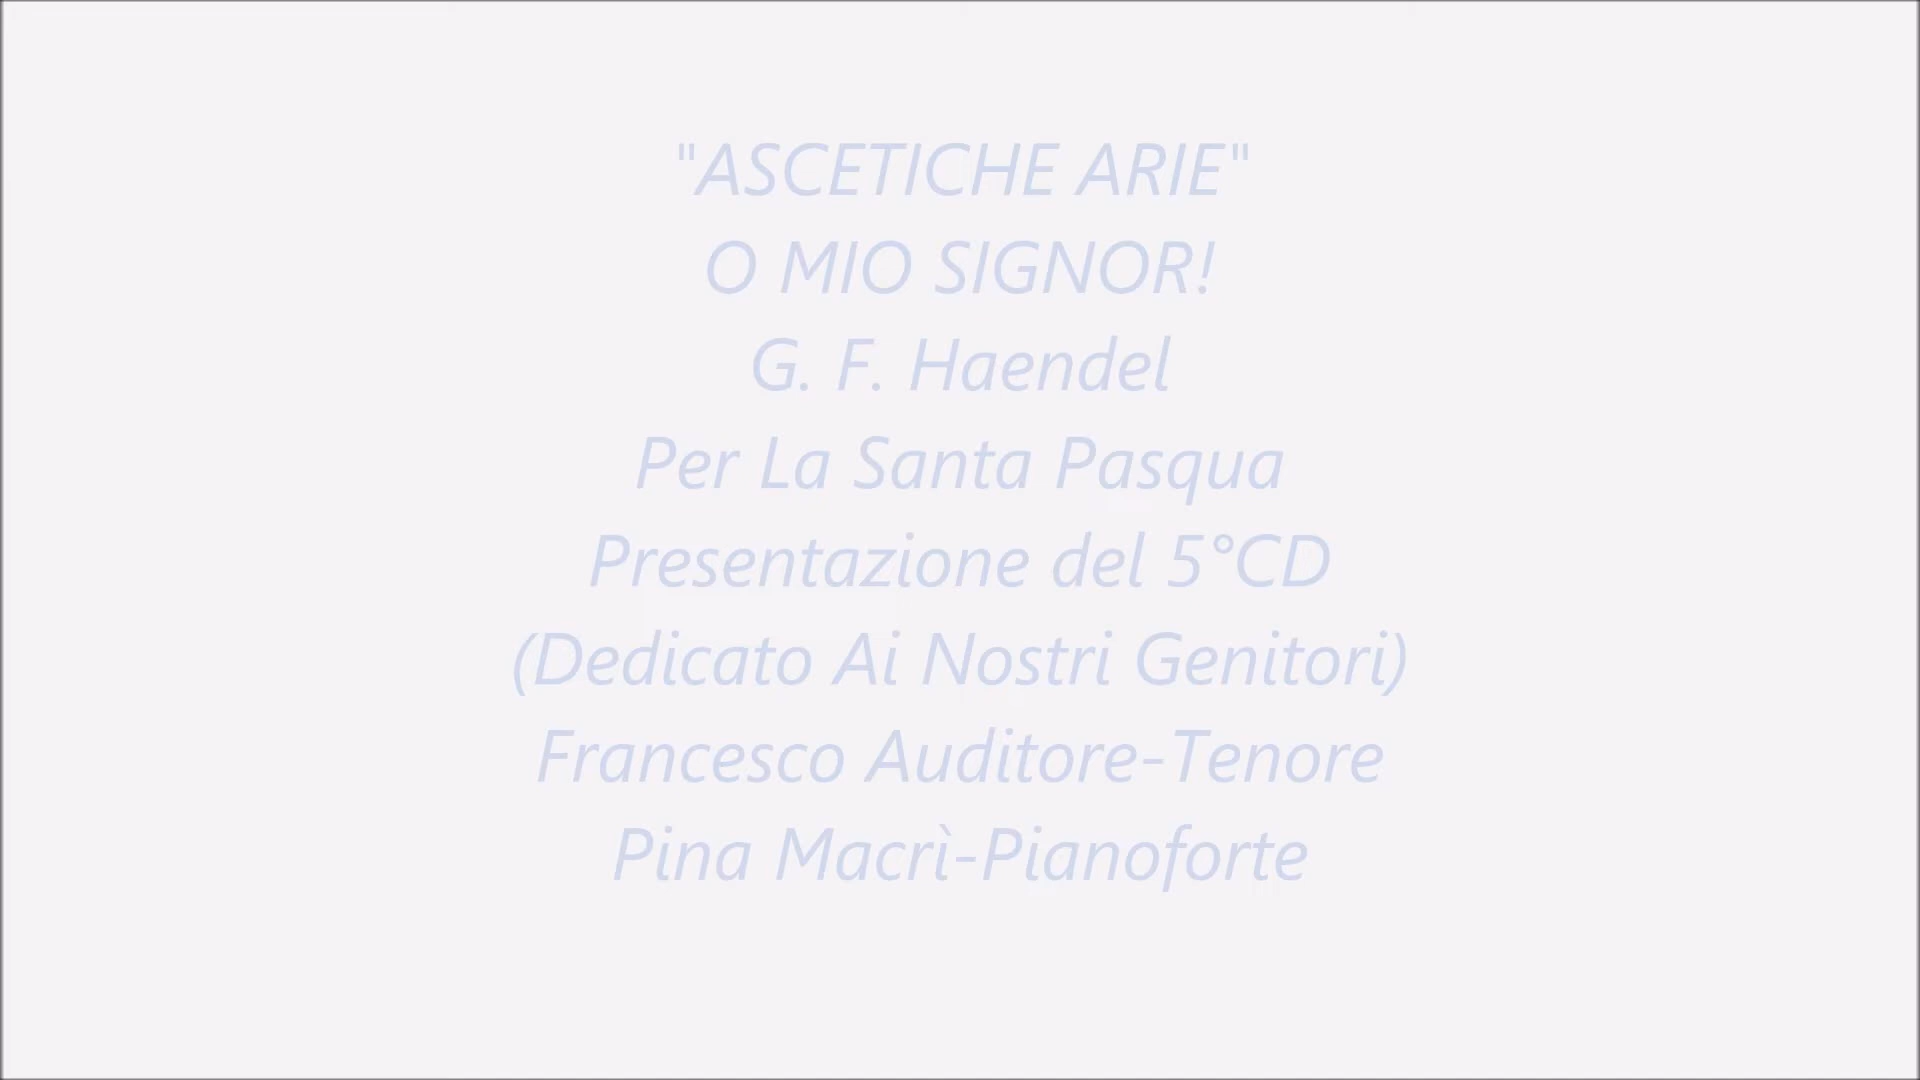 "ASCETICHE ARIE"
O MIO SIGNOR!
G. F. Haendel
Per La Santa Pasqua
Presentazione del 5°CD
(Dedicato Ai Nostri Genitori)
Francesco Auditore-Tenore
Pina Macrì-Pianoforte